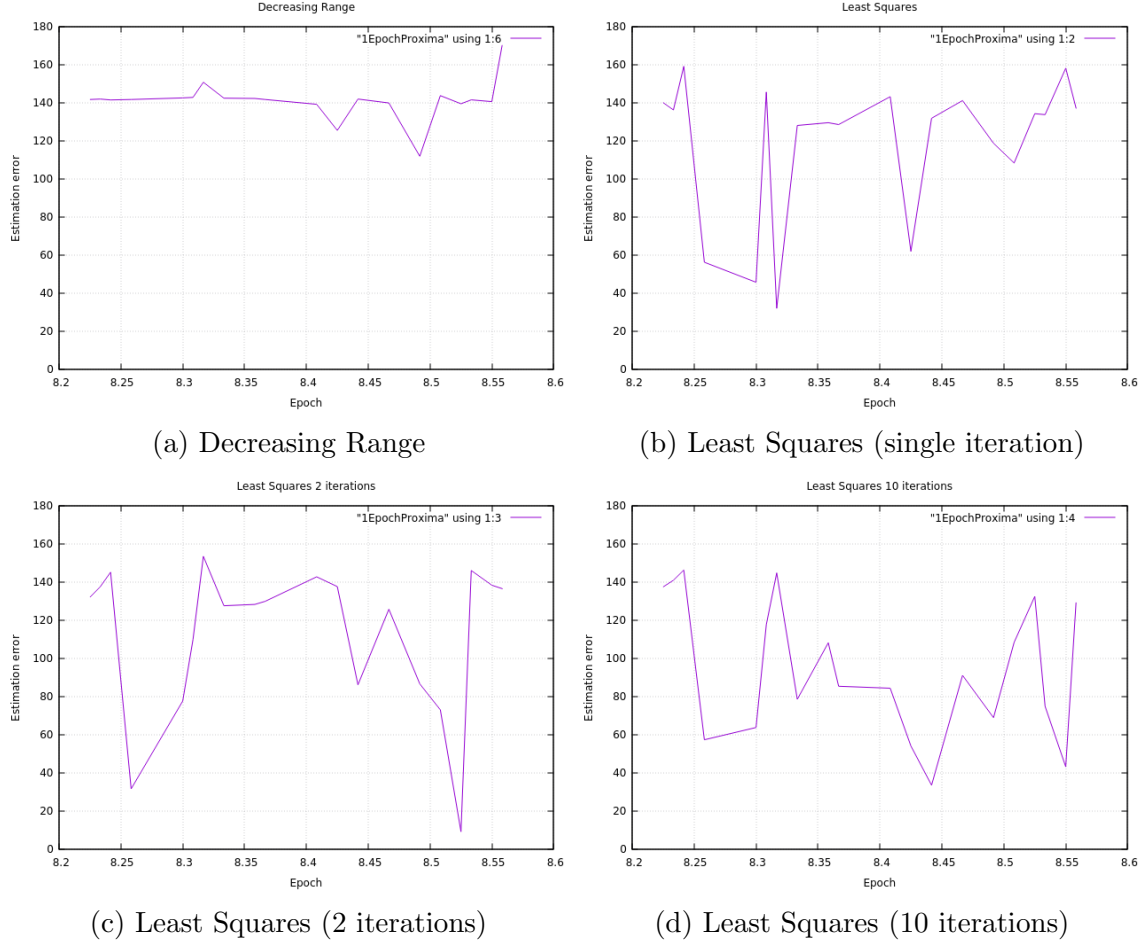 Decreasing Range
"1EpochProxima" using 1:6
180
160
140
120
100
80
60
40
20
0
Estimation error
8.2 8.25 8.3 8.35 8.4 8.45 8.5 8.55 8.6
Epoch
(a) Decreasing Range
Least Squares
"1EpochProxima" using 1:2
180
160
140
120
100
80
60
40
20
0
Estimation error
8.2 8.25 8.3 8.35 8.4 8.45 8.5 8.55 8.6
Epoch
(b) Least Squares (single iteration)
Least Squares 2 iterations
"1EpochProxima" using 1:3
180
160
140
120
100
80
60
40
20
0
Estimation error
8.2 8.25 8.3 8.35 8.4 8.45 8.5 8.55 8.6
Epoch
(c) Least Squares (2 iterations)
Least Squares 10 iterations
"1EpochProxima" using 1:4
180
160
140
120
100
80
60
40
20
0
Estimation error
8.2 8.25 8.3 8.35 8.4 8.45 8.5 8.55 8.6
Epoch
(d) Least Squares (10 iterations)